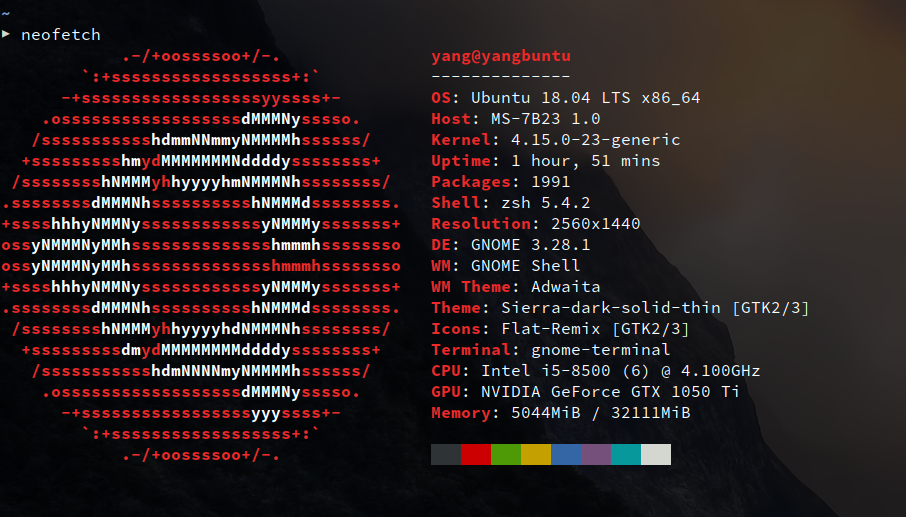 ~
▶ neofetch
.-/+oossssoo+/-.
`:+ssssssssssssssssss+:`
-+ssssssssssssssssssyyssss+-
.ossssssssssssssssssdMMMNysssso.
/ssssssssssshdmmNNmmyNMMMMhssssss/
+ssssssssshmydMMMMMMMNddddyssssssss+
/sssssssshNMMMyhhyyyyhmNMMMNhssssssss/
.ssssssssdMMMNhsssssssssshNMMMdssssssss.
+sssshhhyNMMNyssssssssssssyNMMMysssssss+
ossyNMMMNyMMhsssssssssssssshmmmhssssssso
ossyNMMMNyMMhsssssssssssssshmmmhssssssso
+sssshhhyNMMNyssssssssssssyNMMMysssssss+
.ssssssssdMMMNhsssssssssshNMMMdssssssss.
/sssssssshNMMMyhhyyyyhdNMMMNhssssssss/
+sssssssssdmydMMMMMMMMddddyssssssss+
/ssssssssssshdmNNNNmyNMMMMhssssss/
.ossssssssssssssssssdMMMNysssso.
-+sssssssssssssssssyyyssss+-
`:+ssssssssssssssssss+:`
.-/+oossssoo+/-.
yang@yangbuntu
--------------
OS: Ubuntu 18.04 LTS x86_64
Host: MS-7B23 1.0
Kernel: 4.15.0-23-generic
Uptime: 1 hour, 51 mins
Packages: 1991
Shell: zsh 5.4.2
Resolution: 2560x1440
DE: GNOME 3.28.1
WM: GNOME Shell
WM Theme: Adwaita
Theme: Sierra-dark-solid-thin [GTK2/3]
Icons: Flat-Remix [GTK2/3]
Terminal: gnome-terminal
CPU: Intel i5-8500 (6) @ 4.100GHz
GPU: NVIDIA GeForce GTX 1050 Ti
Memory: 5044MiB / 32111MiB